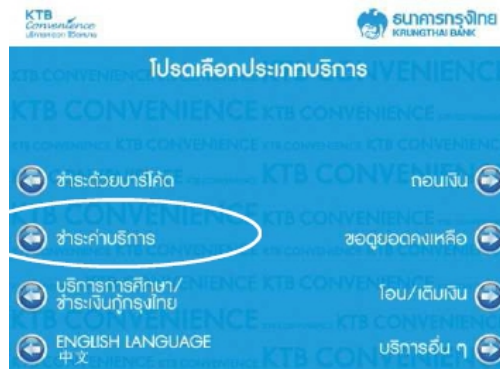 KTB
Convenience
ธนาคารกรุงไทย
KRUNGTHAI BANK
โปรดเลือกประเภทบริการ
ชำระด้วยบาร์โค้ด
ถอนเงิน
ชำระค่าบริการ
ขอดูยอดคงเหลือ
บริการการศึกษา/
ชำระเงินกู้กรุงไทย
โอน/เติมเงิน
ENGLISH LANGUAGE
中文
บริการอื่น ๆ